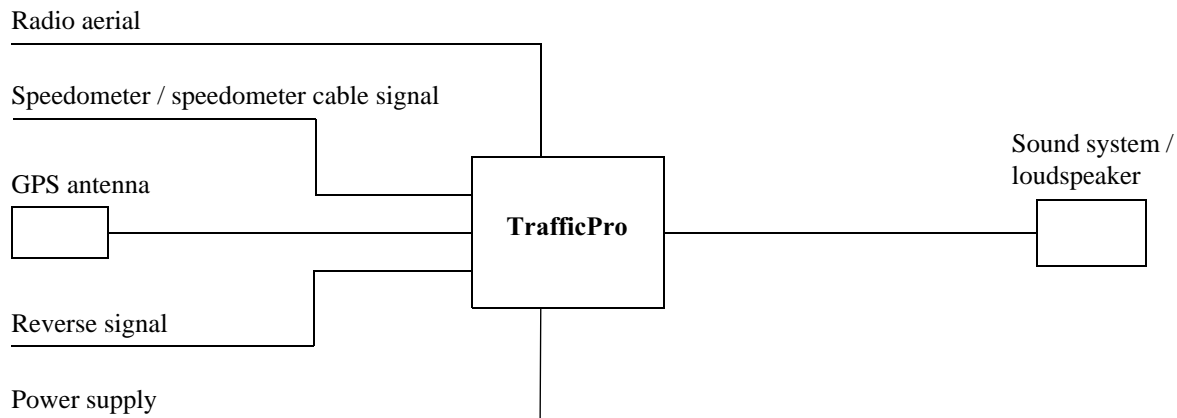 Radio aerial
Speedometer / speedometer cable signal
Sound system /
loudspeaker
GPS antenna
TrafficPro
Reverse signal
Power supply